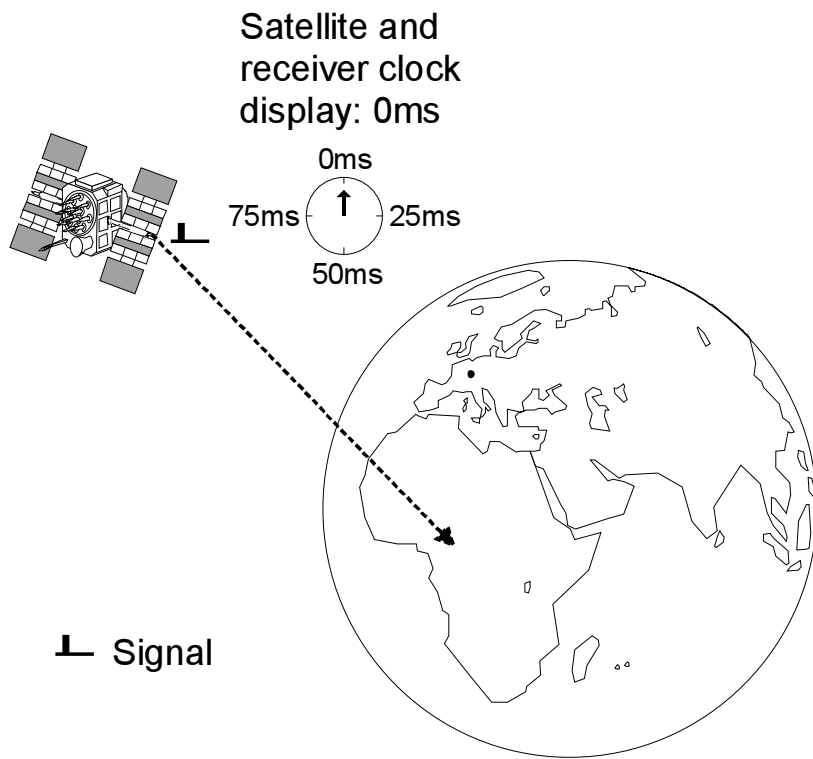 Satellite and
receiver clock
display: 0ms
0ms
75ms
25ms
50ms
Signal